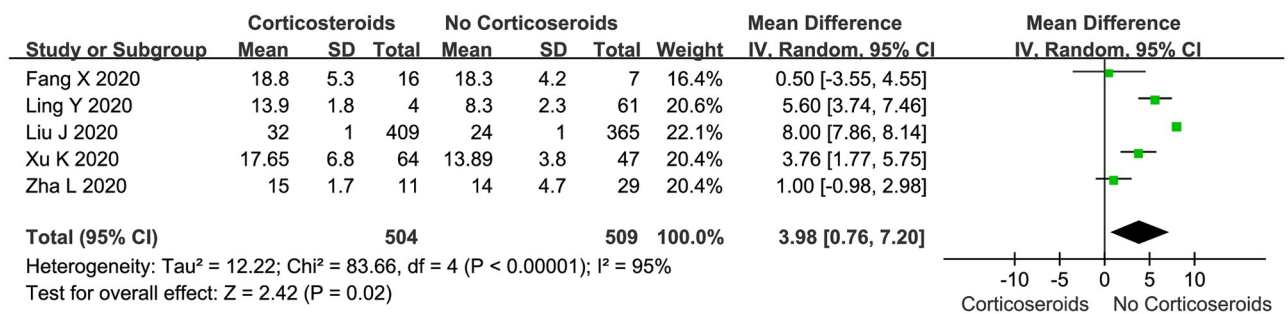 Corticosteroids No Corticoseroids Mean Difference Mean Difference
Study or Subgroup Mean SD Total Mean SD Total Weight IV, Random, 95% CI IV, Random, 95% CI
Fang X 2020 18.8 5.3 16 18.3 4.2 7 16.4% 0.50 [-3.55, 4.55]
Ling Y 2020 13.9 1.8 4 8.3 2.3 61 20.6% 5.60 [3.74, 7.46]
Liu J 2020 32 1 409 24 1 365 22.1% 8.00 [7.86, 8.14]
Xu K 2020 17.65 6.8 64 13.89 3.8 47 20.4% 3.76 [1.77, 5.75]
Zha L 2020 15 1.7 11 14 4.7 29 20.4% 1.00 [-0.98, 2.98]
Total (95% CI) 504 509 100.0% 3.98 [0.76, 7.20]
Heterogeneity: Tau² = 12.22; Chi² = 83.66, df = 4 (P < 0.00001); I² = 95%
Test for overall effect: Z = 2.42 (P = 0.02)
-10 -5 0 5 10
Corticoseroids No Corticoseroids